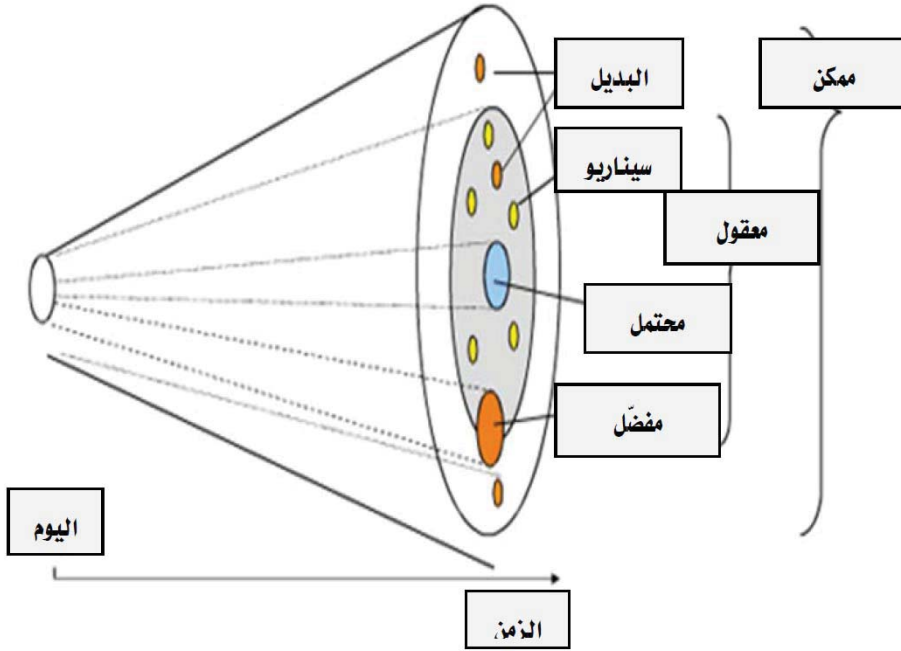 ممكن
البديل
سيناريو
معقول
محتمل
مفضّل
اليوم
الزمن